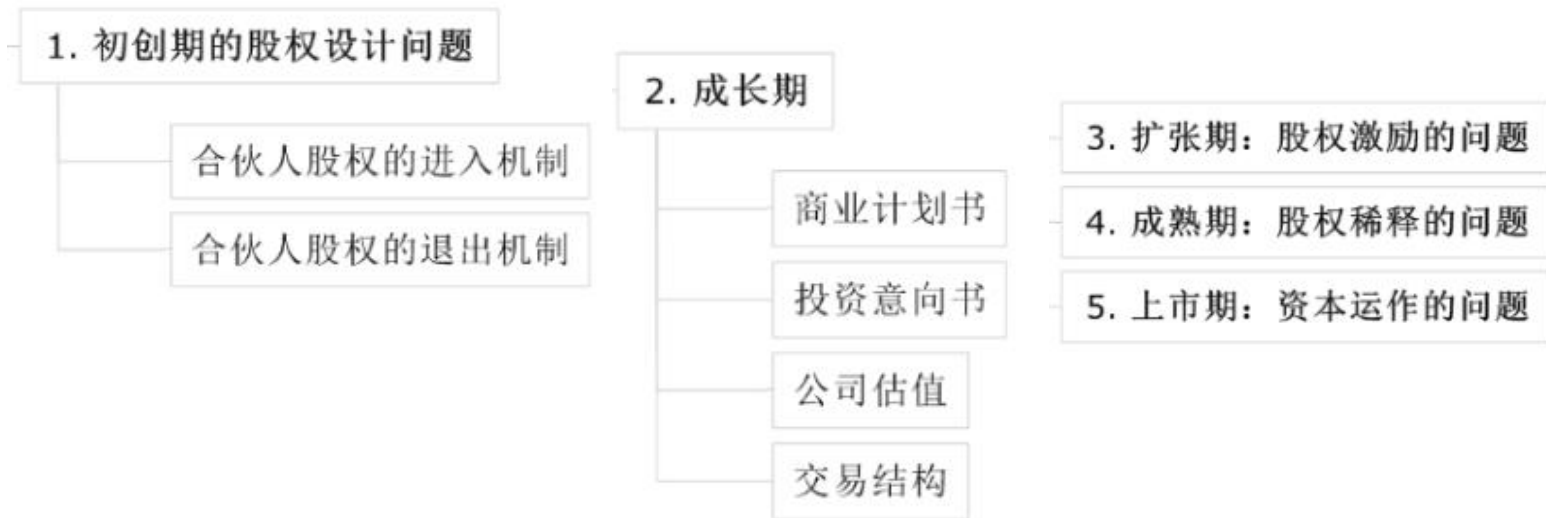 1. 初创期的股权设计问题
合伙人股权的进入机制
合伙人股权的退出机制
2. 成长期
商业计划书
投资意向书
公司估值
交易结构
3. 扩张期：股权激励的问题
4. 成熟期：股权稀释的问题
5. 上市期：资本运作的问题